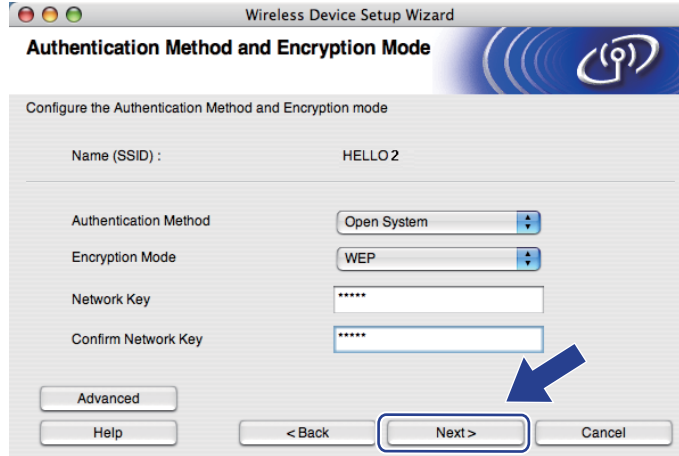 Wireless Device Setup Wizard
Authentication Method and Encryption Mode
Configure the Authentication Method and Encryption mode
Name (SSID) : HELLO2
Authentication Method Open System
Encryption Mode WEP
Network Key *****
Confirm Network Key *****
Advanced
Help < Back Next > Cancel